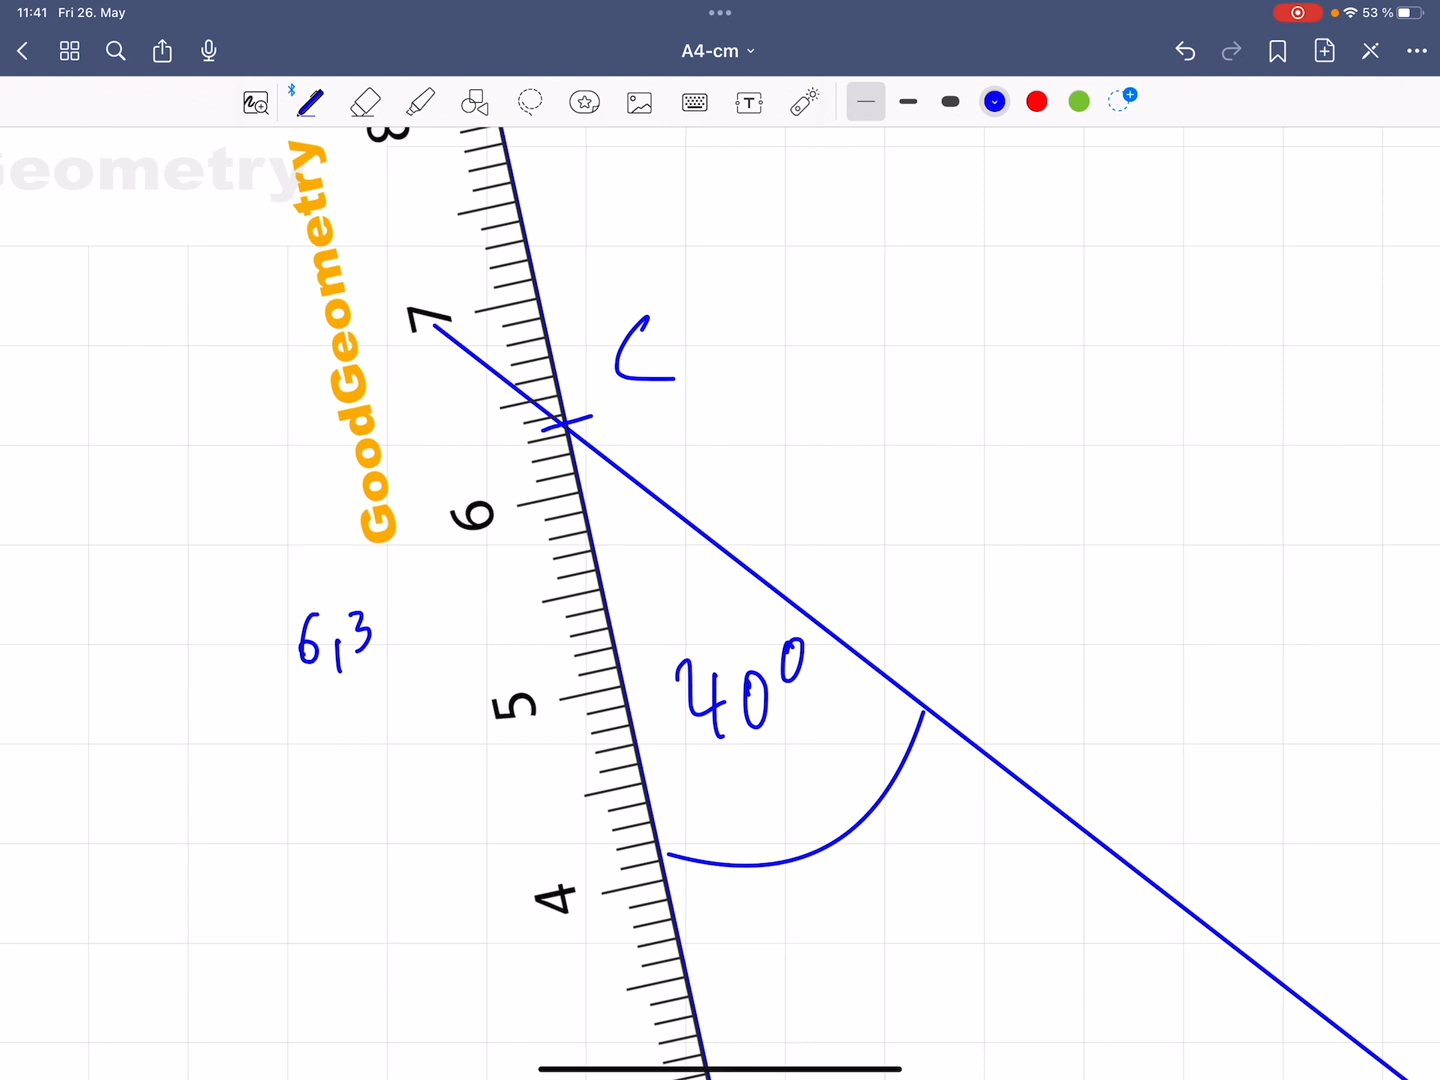 11:41 Fri 26. May
53 %
A4-cm
T
Geometry
GoodGeometry
8
7
C
6
6,3
40°
5
4